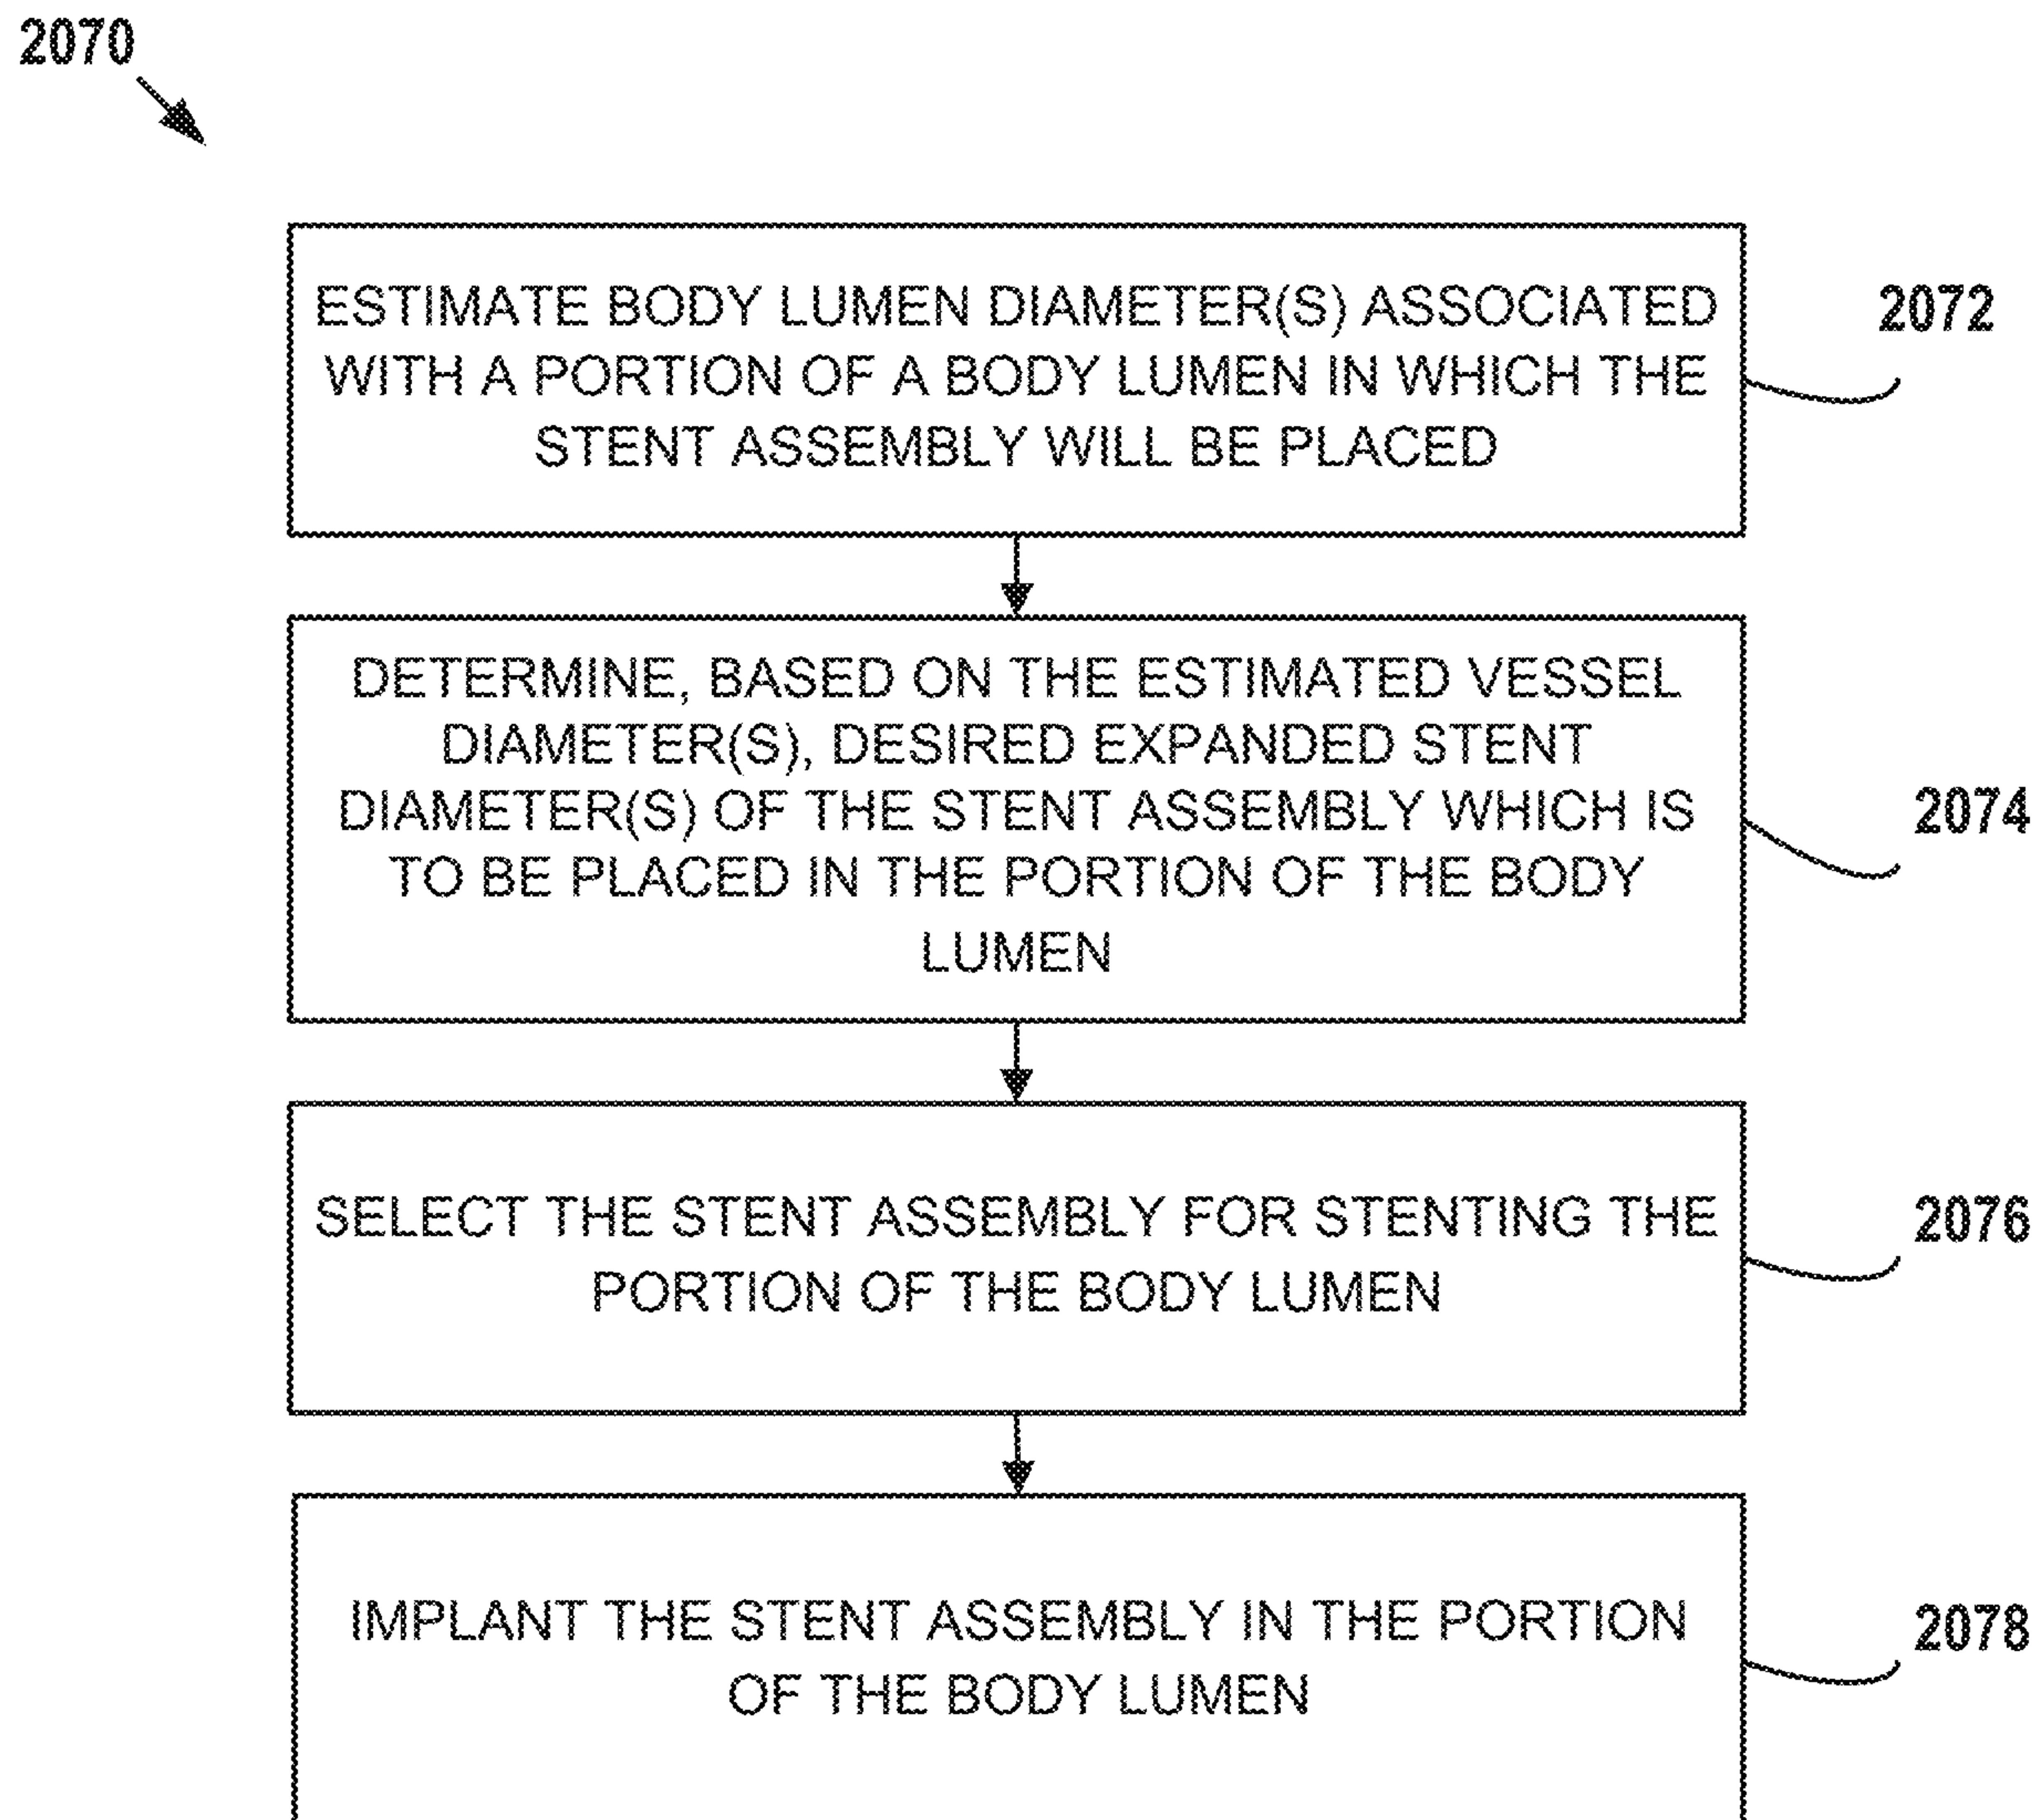 2070
ESTIMATE BODY LUMEN DIAMETER(S) ASSOCIATED
WITH A PORTION OF A BODY LUMEN IN WHICH THE
STENT ASSEMBLY WILL BE PLACED
2072
DETERMINE, BASED ON THE ESTIMATED VESSEL
DIAMETER(S), DESIRED EXPANDED STENT
DIAMETER(S) OF THE STENT ASSEMBLY WHICH IS
TO BE PLACED IN THE PORTION OF THE BODY
LUMEN
2074
SELECT THE STENT ASSEMBLY FOR STENTING THE
PORTION OF THE BODY LUMEN
2076
IMPLANT THE STENT ASSEMBLY IN THE PORTION
OF THE BODY LUMEN
2078